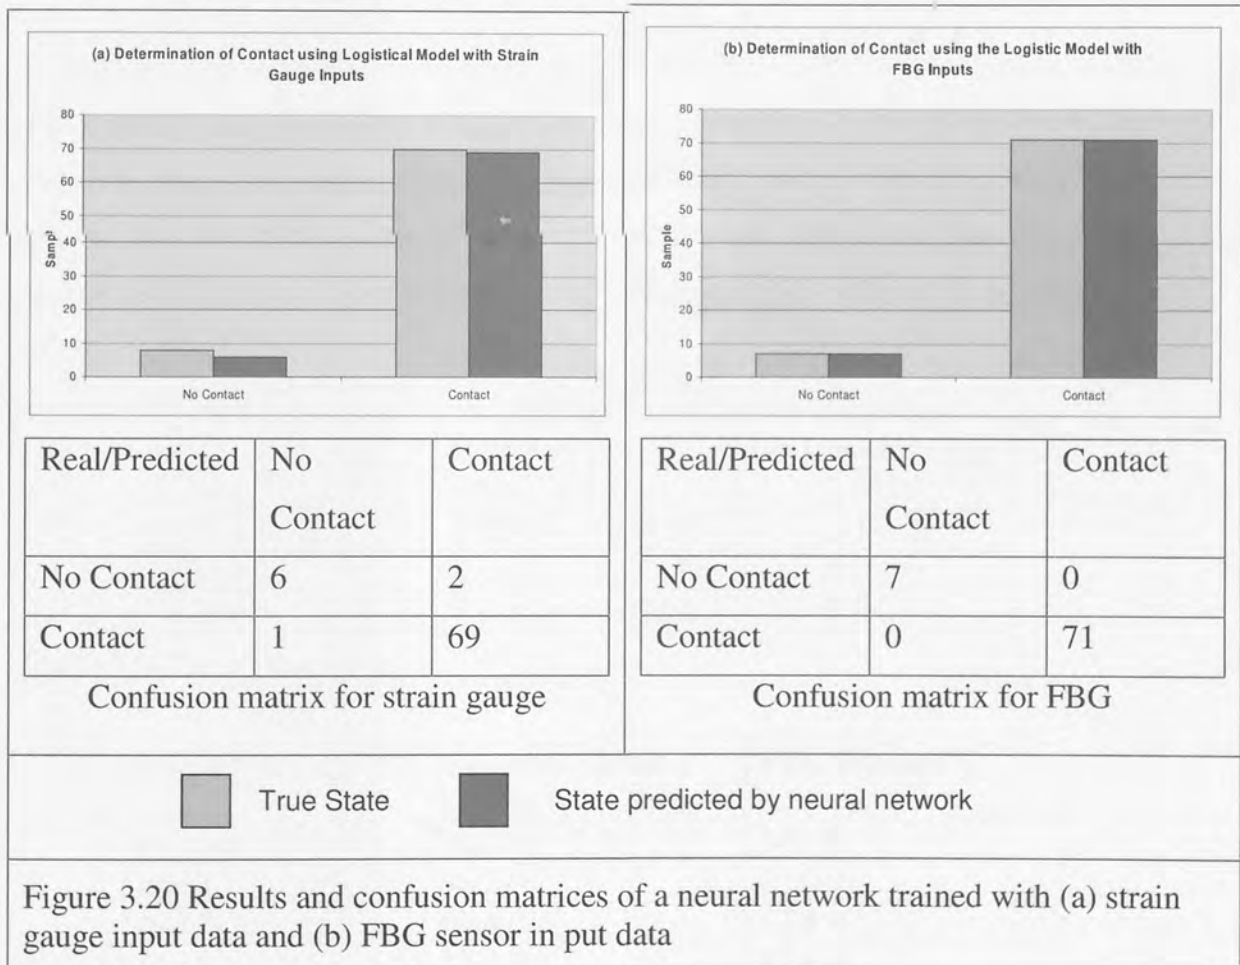 (a) Determination of Contact using Logistical Model with Strain
Gauge Inputs
80
70
60
50
40
30
20
10
0
No Contact Contact
(b) Determination of Contact using the Logistic Model with
FBG Inputs
Sample
80
70
60
50
40
30
20
10
0
No Contact Contact
Real/Predicted No Contact
Contact
No Contact 6 2
Contact 1 69
Confusion matrix for strain gauge
Real/Predicted No Contact
Contact
No Contact 7 0
Contact 0 71
Confusion matrix for FBG
True State State predicted by neural network
Figure 3.20 Results and confusion matrices of a neural network trained with (a) strain
gauge input data and (b) FBG sensor in put data